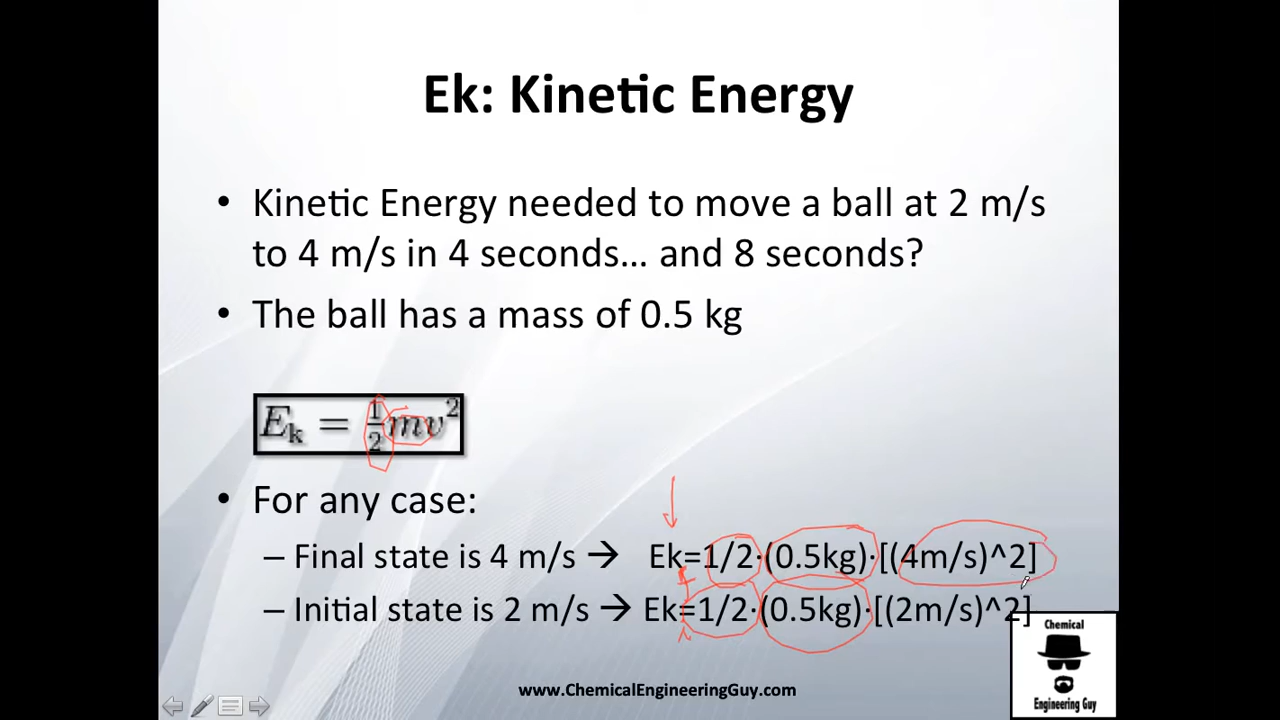 Ek: Kinetic Energy
• Kinetic Energy needed to move a ball at 2 m/s
to 4 m/s in 4 seconds... and 8 seconds?
• The ball has a mass of 0.5 kg
E_k = 1/2 mv²
• For any case:
– Final state is 4 m/s → Ek=1/2·(0.5kg)·[(4m/s)^2]
– Initial state is 2 m/s → Ek=1/2·(0.5kg)·[(2m/s)^2]
Chemical
Engineering Guy
www.ChemicalEngineeringGuy.com